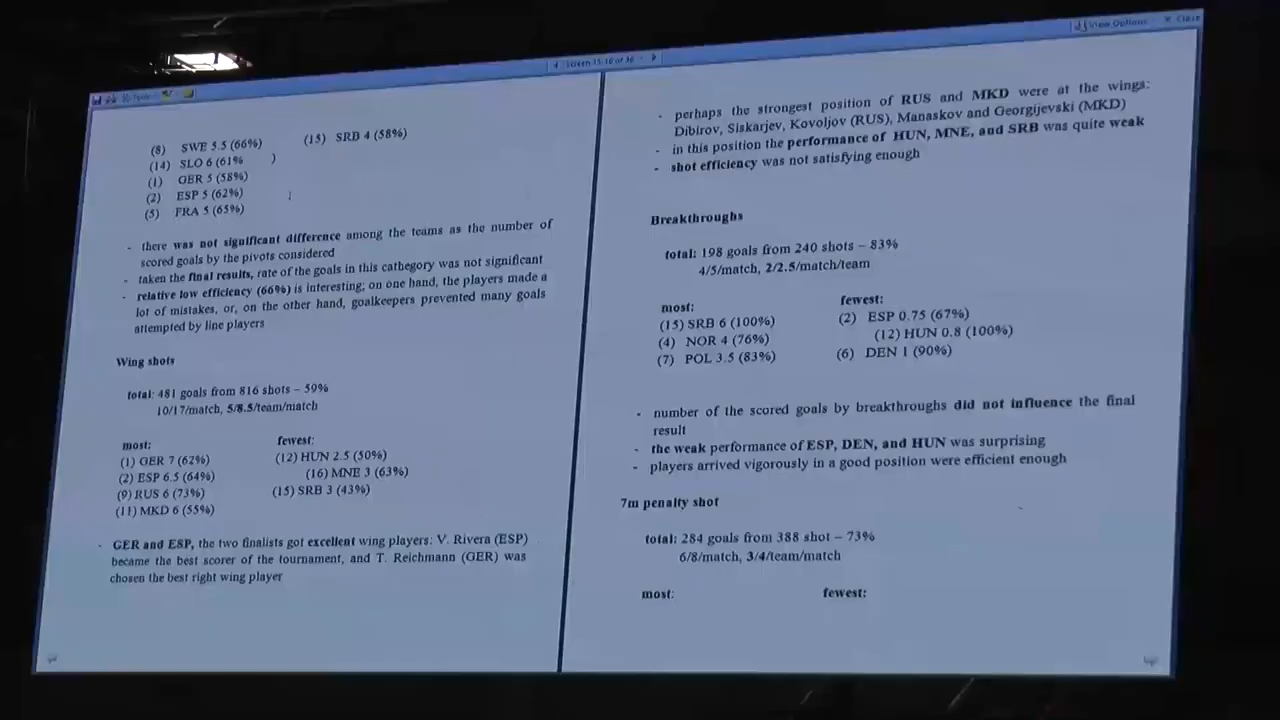 Screen 15-16 of 36
View Options
Close
(8) SWE 5.5 (66%) (15) SRB 4 (58%)
(14) SLO 6 (61% )
(1) GER 5 (58%)
(2) ESP 5 (62%)
(5) FRA 5 (65%)
- there was not significant difference among the teams as the number of
scored goals by the pivots considered
- taken the final results, rate of the goals in this cathegory was not significant
- relative low efficiency (66%) is interesting; on one hand, the players made a
lot of mistakes, or, on the other hand, goalkeepers prevented many goals
attempted by line players
Wing shots
total: 481 goals from 816 shots – 59%
10/17/match, 5/8.5/team/match
most: fewest:
(1) GER 7 (62%) (12) HUN 2.5 (50%)
(2) ESP 6.5 (64%) (16) MNE 3 (63%)
(9) RUS 6 (73%) (15) SRB 3 (43%)
(11) MKD 6 (55%)
- GER and ESP, the two finalists got excellent wing players: V. Rivera (ESP)
became the best scorer of the tournament, and T. Reichmann (GER) was
chosen the best right wing player
- perhaps the strongest position of RUS and MKD were at the wings:
Dibirov, Siskarjev, Kovoljov (RUS), Manaskov and Georgijevski (MKD)
- in this position the performance of HUN, MNE, and SRB was quite weak
- shot efficiency was not satisfying enough
Breakthroughs
total: 198 goals from 240 shots – 83%
4/5/match, 2/2.5/match/team
most: fewest:
(15) SRB 6 (100%) (2) ESP 0.75 (67%)
(4) NOR 4 (76%) (12) HUN 0.8 (100%)
(7) POL 3.5 (83%) (6) DEN 1 (90%)
- number of the scored goals by breakthroughs did not influence the final
result
- the weak performance of ESP, DEN, and HUN was surprising
- players arrived vigorously in a good position were efficient enough
7m penalty shot
total: 284 goals from 388 shot – 73%
6/8/match, 3/4/team/match
most: fewest: